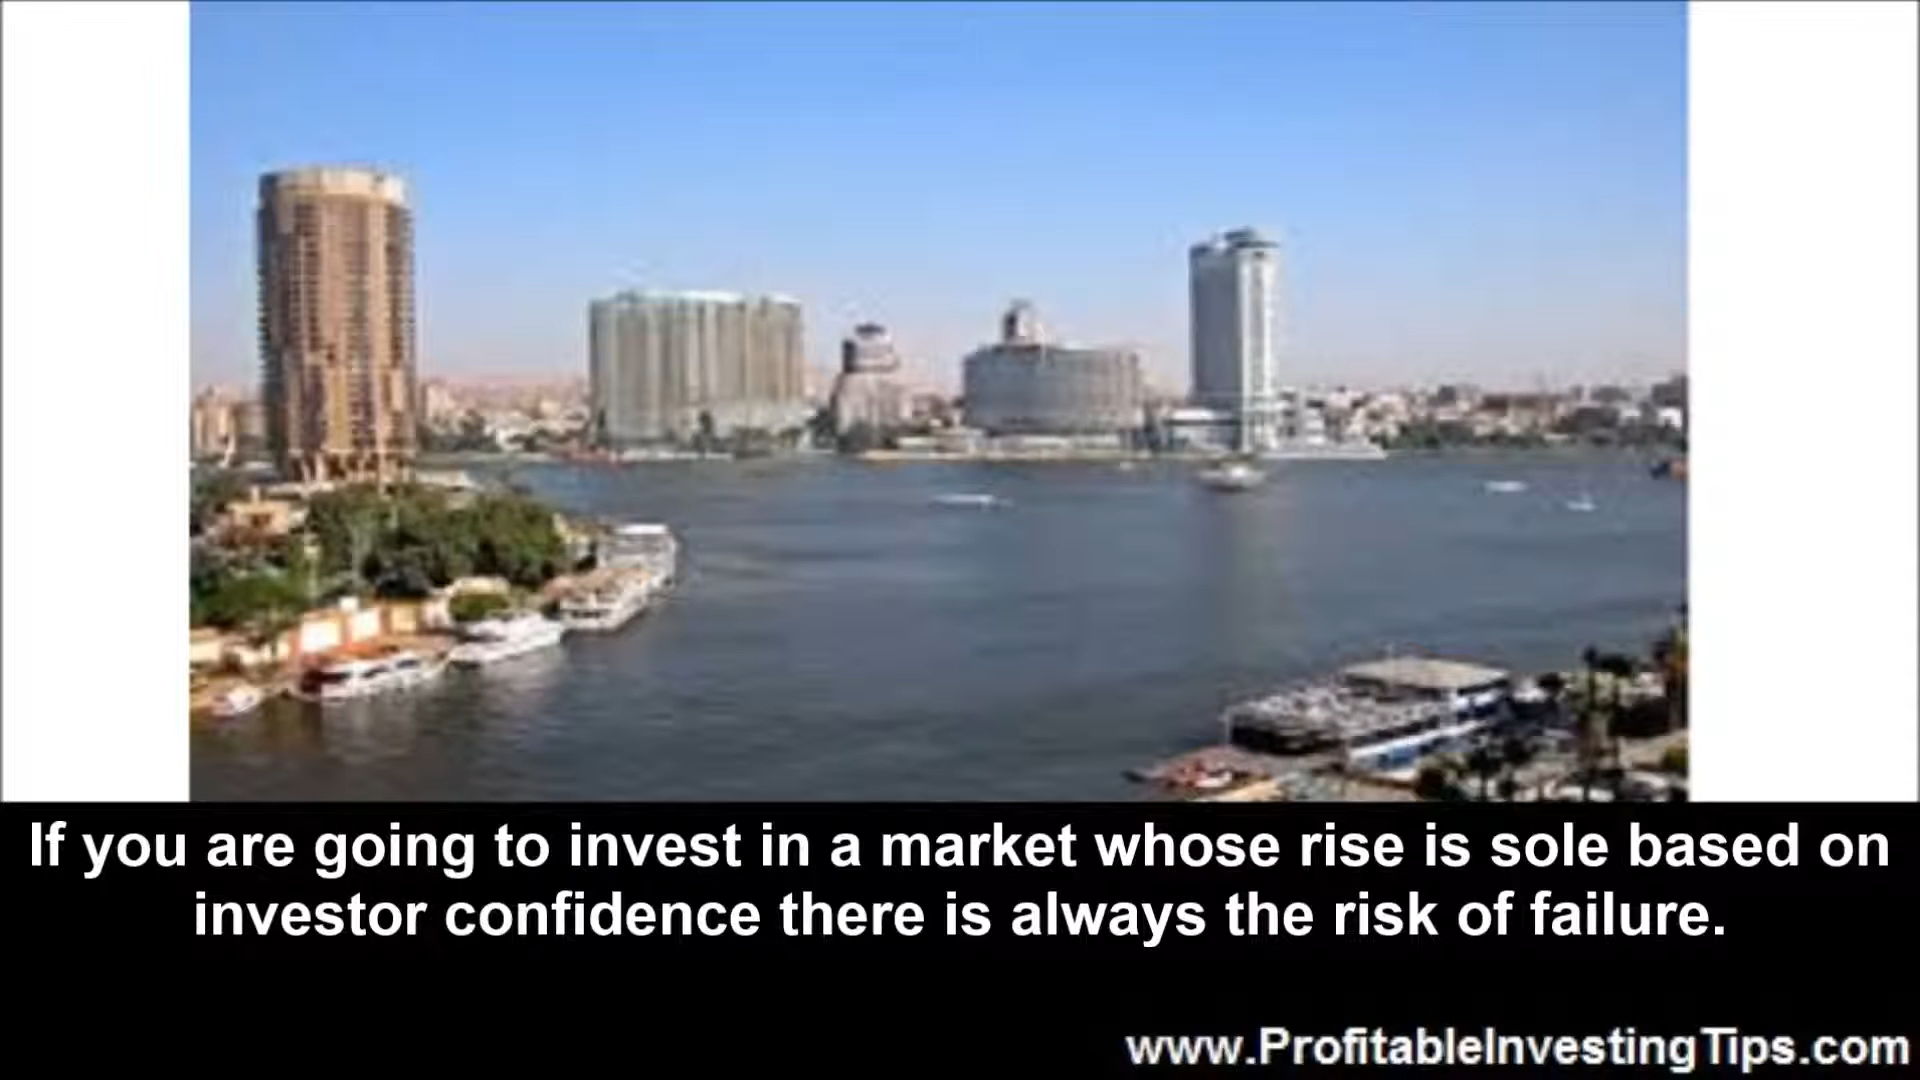 If you are going to invest in a market whose rise is sole based on
investor confidence there is always the risk of failure.
www.ProfitableInvestingTips.com